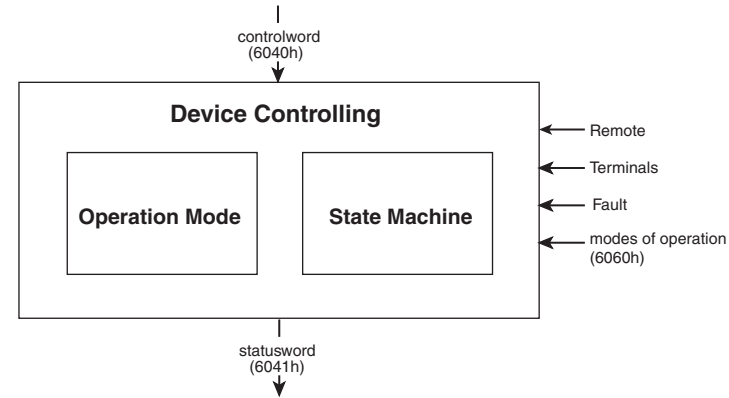 controlword
(6040h)
Device Controlling
Operation Mode
State Machine
Remote
Terminals
Fault
modes of operation
(6060h)
statusword
(6041h)